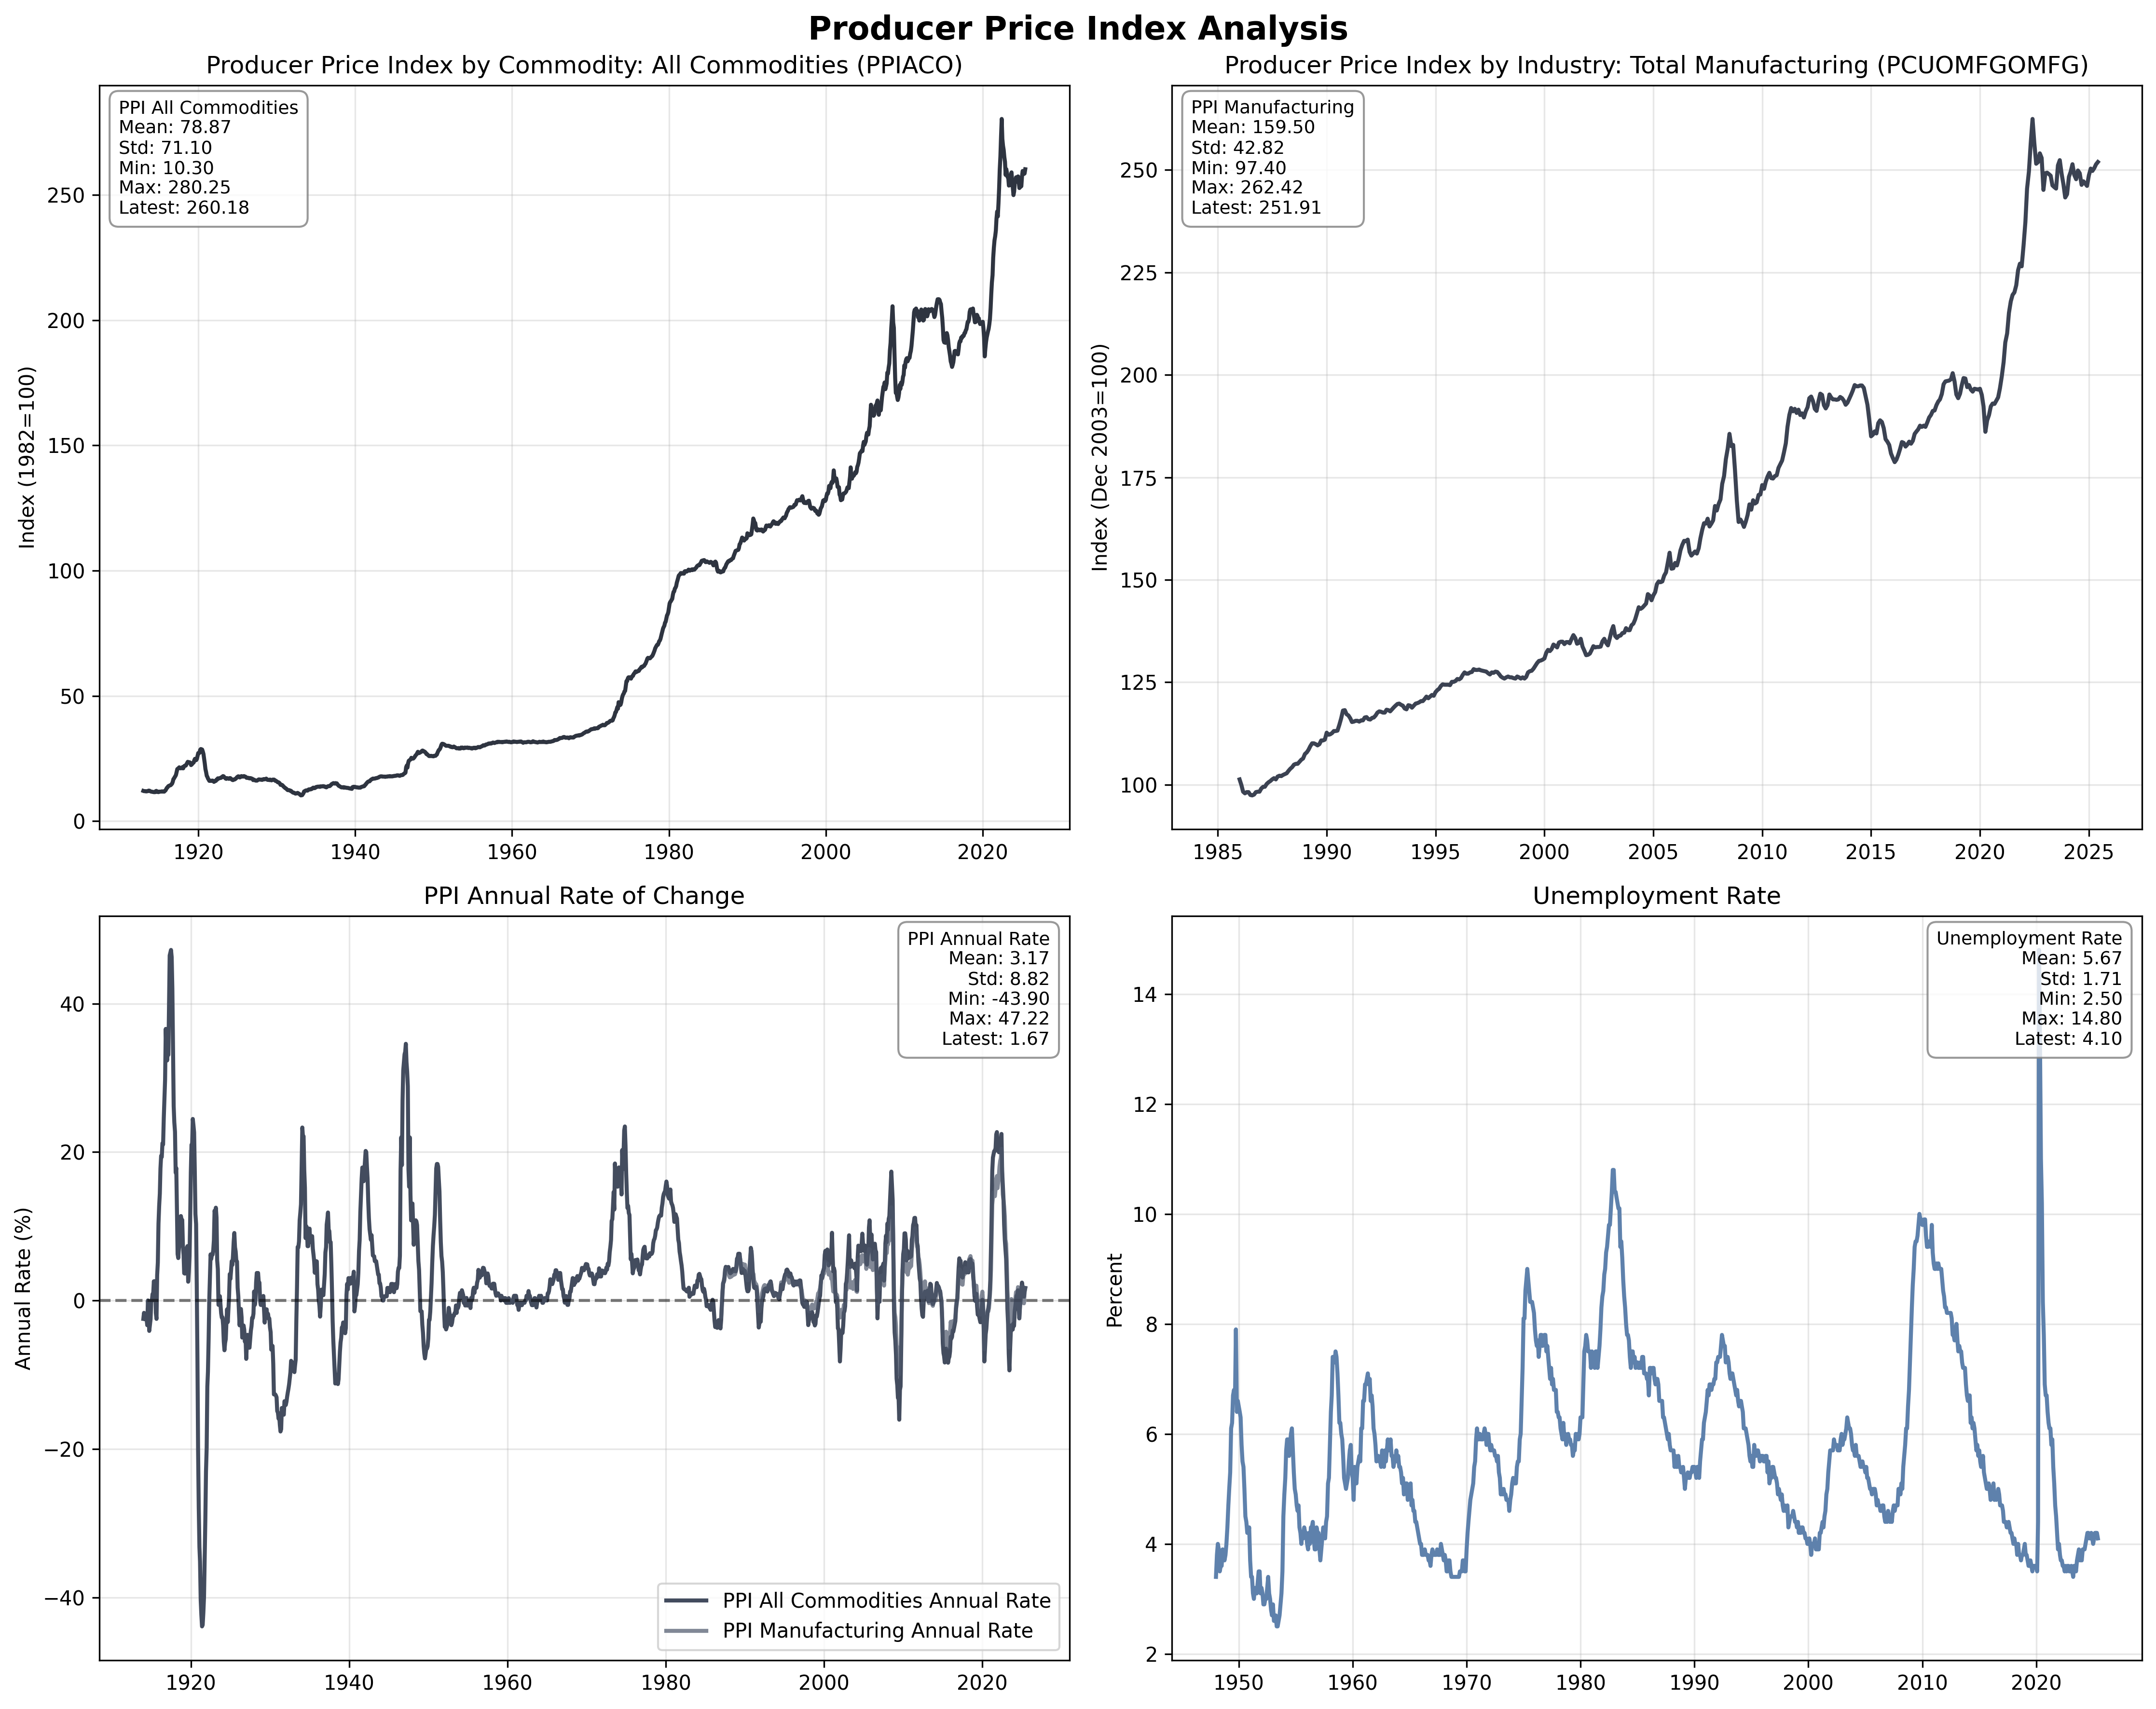 Producer Price Index Analysis
Producer Price Index by Commodity: All Commodities (PPIACO)
PPI All Commodities
Mean: 78.87
Std: 71.10
Min: 10.30
Max: 280.25
Latest: 260.18
Index (1982=100)
250
200
150
100
50
0
1920 1940 1960 1980 2000 2020
Producer Price Index by Industry: Total Manufacturing (PCUOMFGOMFG)
PPI Manufacturing
Mean: 159.50
Std: 42.82
Min: 97.40
Max: 262.42
Latest: 251.91
Index (Dec 2003=100)
250
225
200
175
150
125
100
1985 1990 1995 2000 2005 2010 2015 2020 2025
PPI Annual Rate of Change
PPI Annual Rate
Mean: 3.17
Std: 8.82
Min: -43.90
Max: 47.22
Latest: 1.67
Annual Rate (%)
40
20
0
−20
−40
PPI All Commodities Annual Rate
PPI Manufacturing Annual Rate
1920 1940 1960 1980 2000 2020
Unemployment Rate
Unemployment Rate
Mean: 5.67
Std: 1.71
Min: 2.50
Max: 14.80
Latest: 4.10
Percent
14
12
10
8
6
4
2
1950 1960 1970 1980 1990 2000 2010 2020